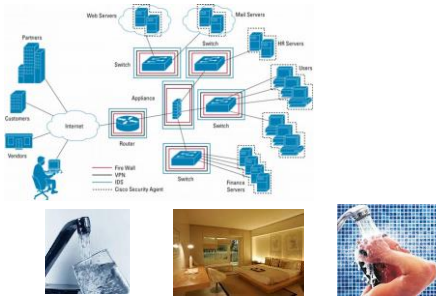 Web Servers
Mail Servers
Partners
Switch
HR Servers
Switch
Users
Appliance
Customers
Internet
Switch
Router
Vendors
Fire Wall
VPN
IDS
Cisco Security Agent
Switch
Finance
Servers